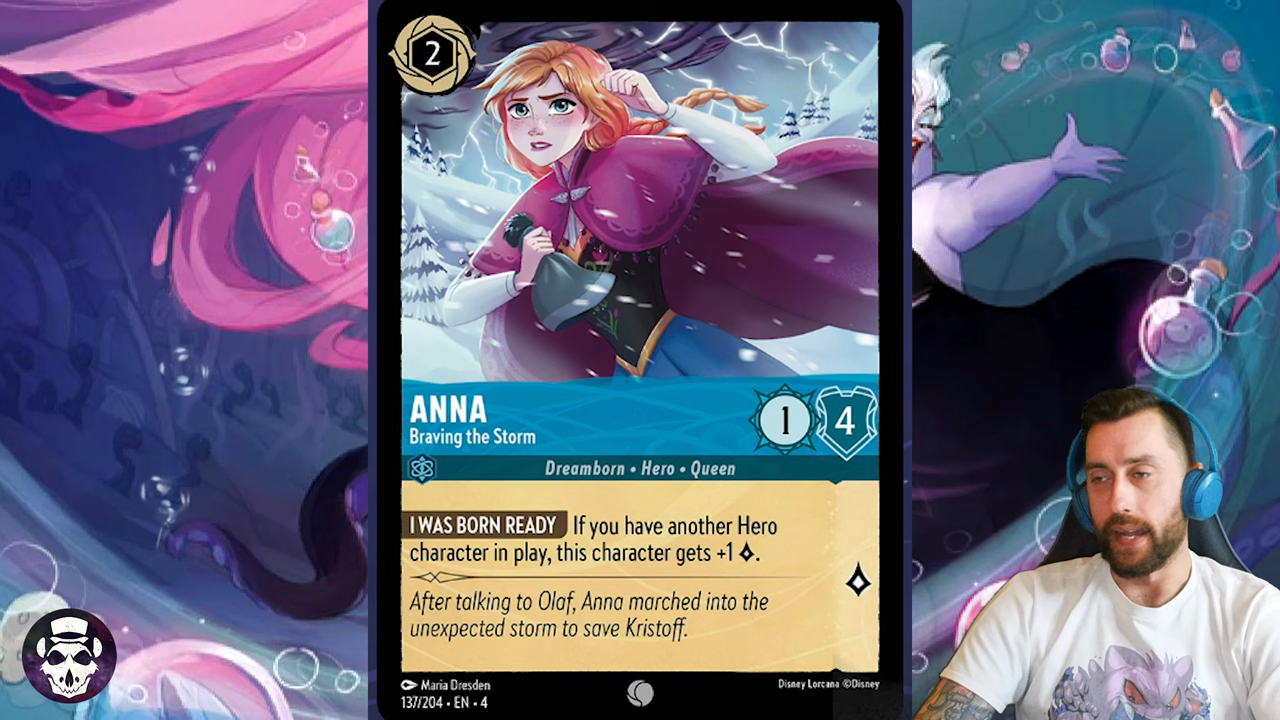 2
ANNA
Braving the Storm
1
4
Dreamborn • Hero • Queen
I WAS BORN READY If you have another Hero
character in play, this character gets +1 .
After talking to Olaf, Anna marched into the
unexpected storm to save Kristoff.
Maria Dresden
Disney Lorcana ©Disney
137/204 • EN • 4